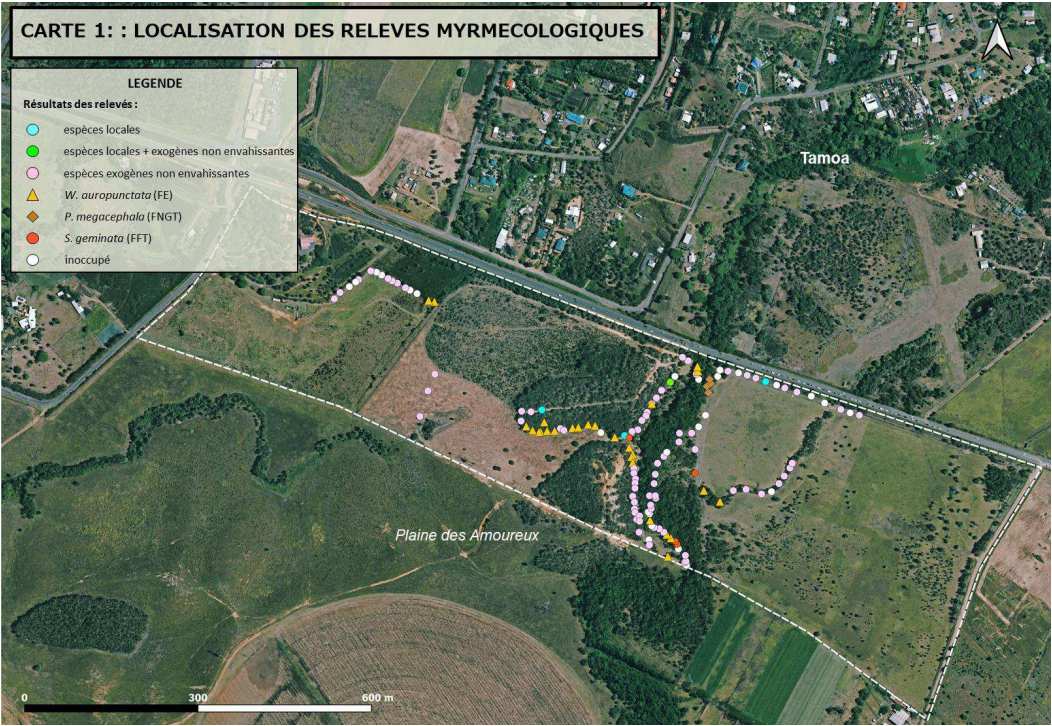 CARTE 1: : LOCALISATION DES RELEVES MYRMECOLOGIQUES
LEGENDE
Résultats des relevés :
espèces locales
espèces locales + exogènes non envahissantes
espèces exogènes non envahissantes
W. auropunctata (FE)
P. megacephala (FNGT)
S. geminata (FFT)
inoccupé
Tamoa
Plaine des Amoureux
0 300 600 m